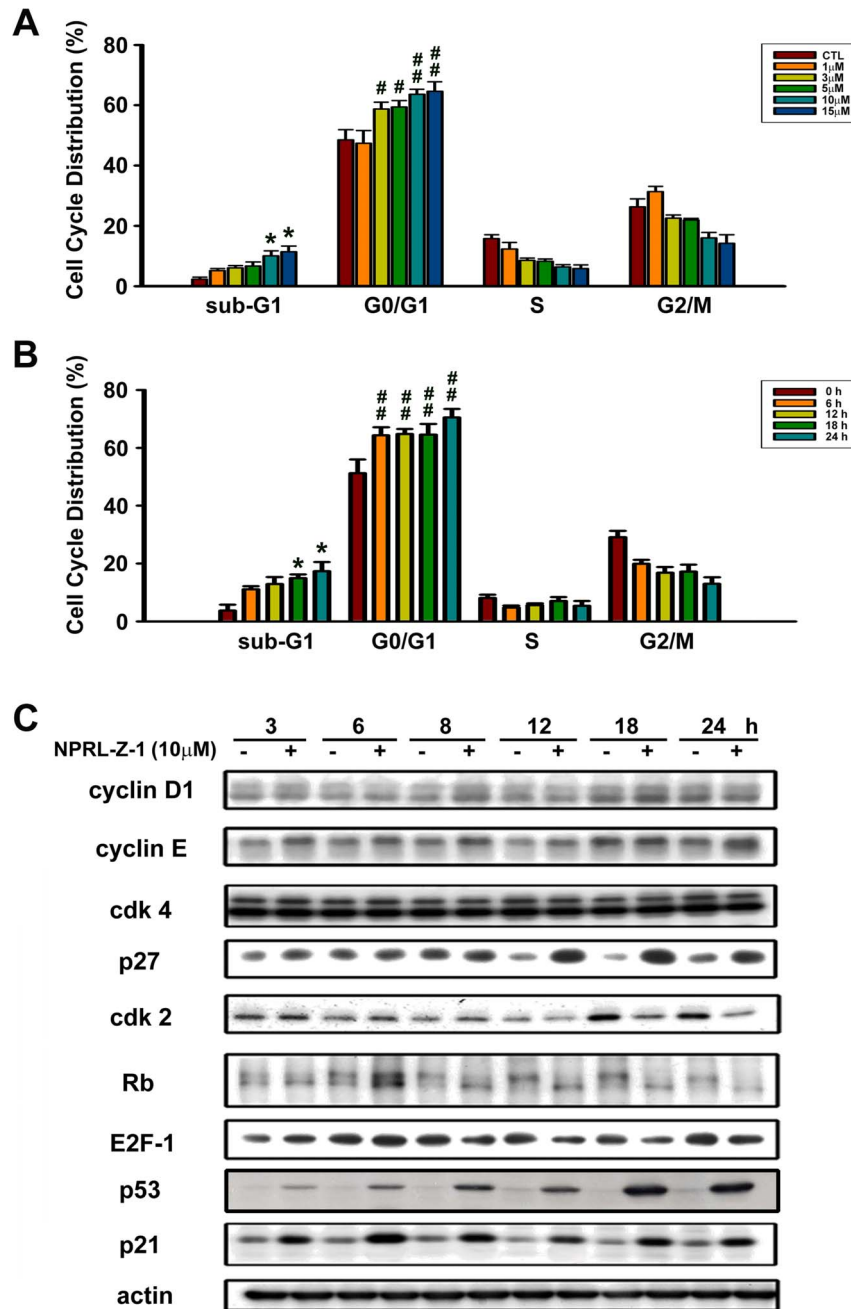 A
Cell Cycle Distribution (%)
80
60
40
20
0
# # # # # #
* *
sub-G1 G0/G1 S G2/M
CTL
1μM
3μM
5μM
10μM
15μM
B
Cell Cycle Distribution (%)
80
60
40
20
0
# # # # # # # #
* *
sub-G1 G0/G1 S G2/M
0 h
6 h
12 h
18 h
24 h
C
3 6 8 12 18 24 h
NPRL-Z-1 (10μM) - + - + - + - + - + - +
cyclin D1
cyclin E
cdk 4
p27
cdk 2
Rb
E2F-1
p53
p21
actin